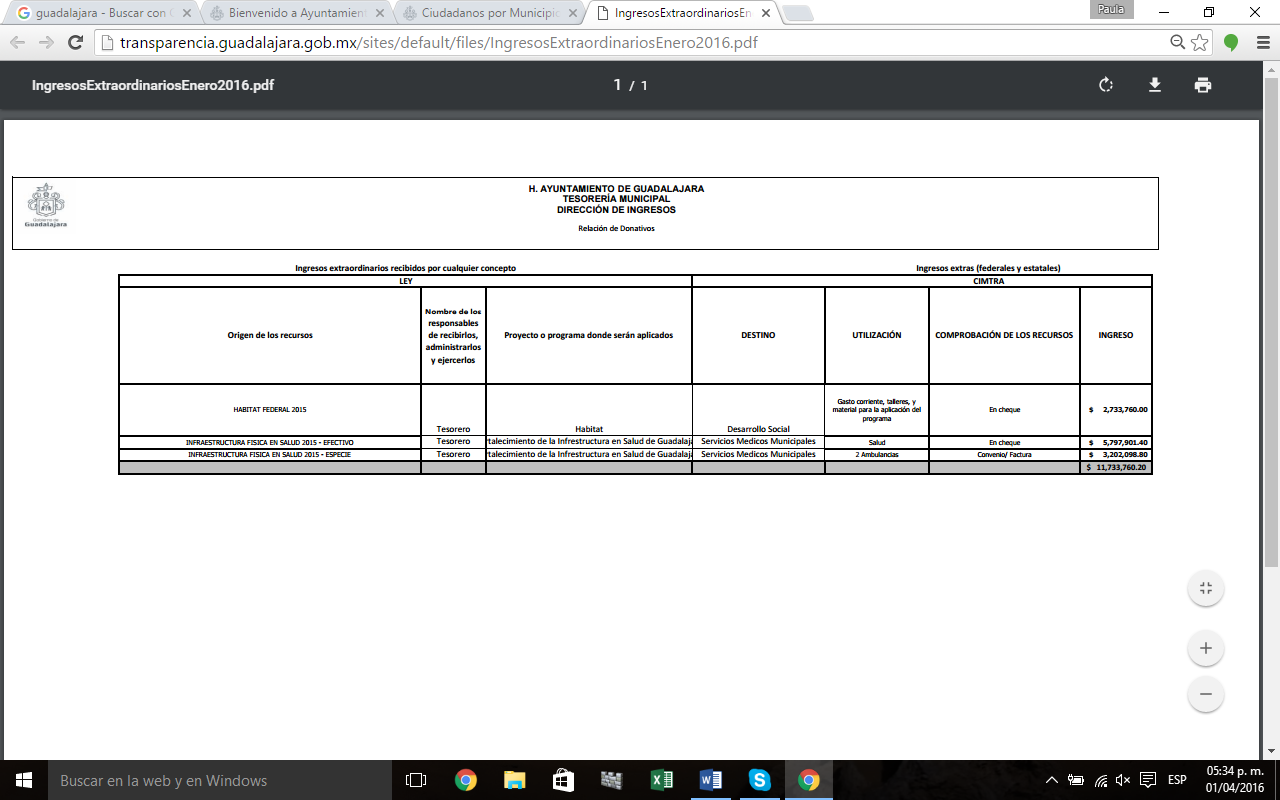 guadalajara - Buscar con
Bienvenido a Ayuntamien
Ciudadanos por Municipi
IngresosExtraordinariosEn
Paula
transparencia.guadalajara.gob.mx/sites/default/files/IngresosExtraordinariosEnero2016.pdf
IngresosExtraordinariosEnero2016.pdf
1 / 1
Gobierno de
Guadalajara
H. AYUNTAMIENTO DE GUADALAJARA
TESORERÍA MUNICIPAL
DIRECCIÓN DE INGRESOS
Relación de Donativos
Ingresos extraordinarios recibidos por cualquier concepto
Ingresos extras (federales y estatales)
LEY
CIMTRA
Origen de los recursos
Nombre de los
responsables
de recibirlos,
administrarlos
y ejercerlos
Proyecto o programa donde serán aplicados
DESTINO
UTILIZACIÓN
COMPROBACIÓN DE LOS RECURSOS
INGRESO
HABITAT FEDERAL 2015
Tesorero
Habitat
Desarrollo Social
Gasto corriente, talleres, y
material para la aplicación del
programa
En cheque
$ 2,733,760.00
INFRAESTRUCTURA FISICA EN SALUD 2015 - EFECTIVO
Tesorero
rtalecimiento de la Infrestructura en Salud de Guadalaja
Servicios Medicos Municipales
Salud
En cheque
$ 5,797,901.40
INFRAESTRUCTURA FISICA EN SALUD 2015 - ESPECIE
Tesorero
rtalecimiento de la Infrestructura en Salud de Guadalaja
Servicios Medicos Municipales
2 Ambulancias
Convenio/ Factura
$ 3,202,098.80
$ 11,733,760.20
Buscar en la web y en Windows
ESP
05:34 p. m.
01/04/2016